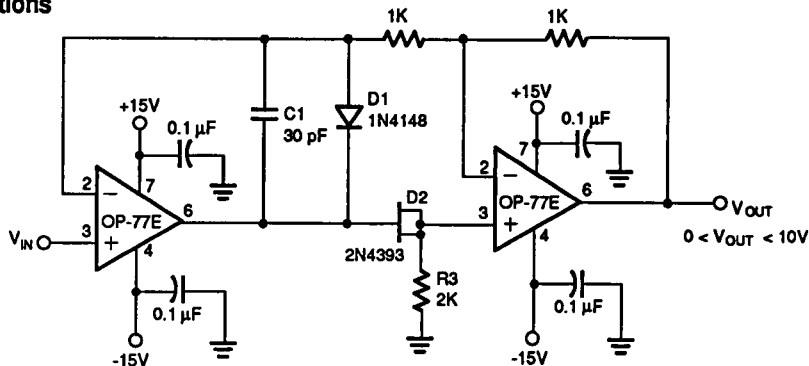 tions
1K
1K
+15V
0.1 µF
C1
30 pF
D1
1N4148
+15V
0.1 µF
2
7
OP-77E
6
VIN
3
4
0.1 µF
-15V
D2
2N4393
R3
2K
2
7
OP-77E
6
3
4
0.1 µF
-15V
VOUT
0 < VOUT < 10V